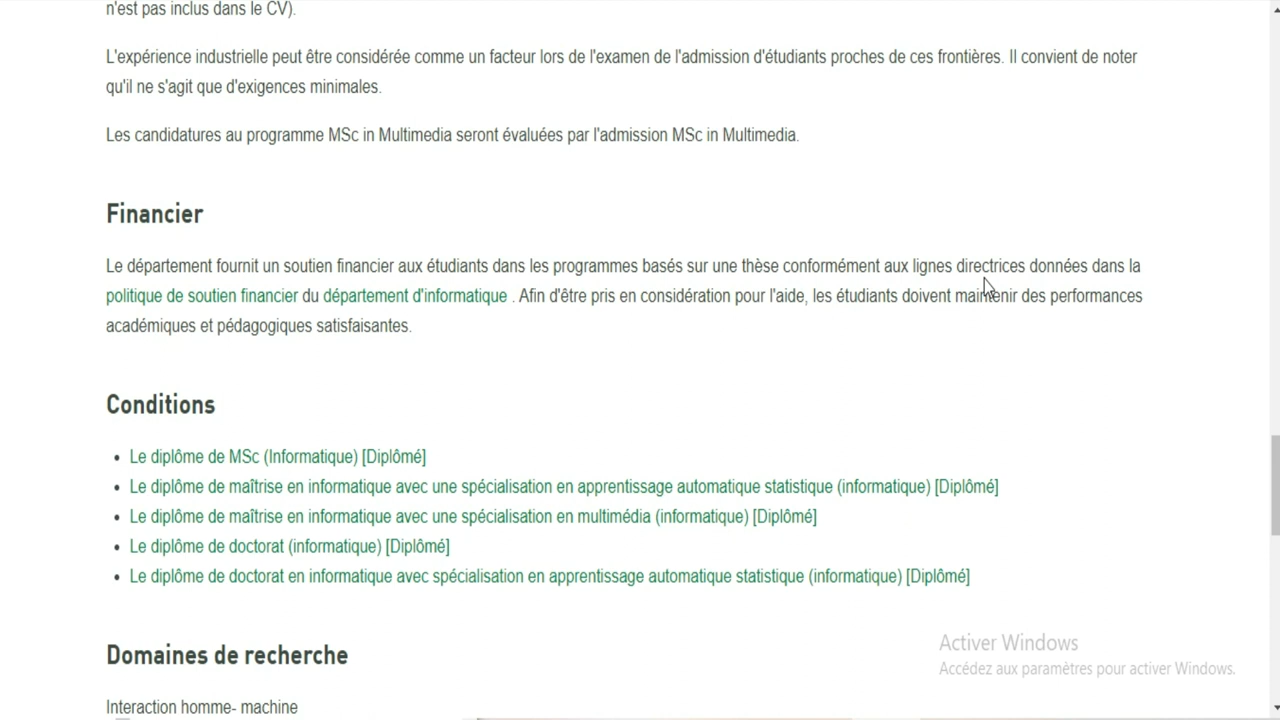 n'est pas inclus dans le CV).
L'expérience industrielle peut être considérée comme un facteur lors de l'examen de l'admission d'étudiants proches de ces frontières. Il convient de noter
qu'il ne s'agit que d'exigences minimales.
Les candidatures au programme MSc in Multimedia seront évaluées par l'admission MSc in Multimedia.
Financier
Le département fournit un soutien financier aux étudiants dans les programmes basés sur une thèse conformément aux lignes directrices données dans la
politique de soutien financier du département d'informatique . Afin d'être pris en considération pour l'aide, les étudiants doivent maintenir des performances
académiques et pédagogiques satisfaisantes.
Conditions
• Le diplôme de MSc (Informatique) [Diplômé]
• Le diplôme de maîtrise en informatique avec une spécialisation en apprentissage automatique statistique (informatique) [Diplômé]
• Le diplôme de maîtrise en informatique avec une spécialisation en multimédia (informatique) [Diplômé]
• Le diplôme de doctorat (informatique) [Diplômé]
• Le diplôme de doctorat en informatique avec spécialisation en apprentissage automatique statistique (informatique) [Diplômé]
Activer Windows
Accédez aux paramètres pour activer Windows.
Domaines de recherche
Interaction homme- machine